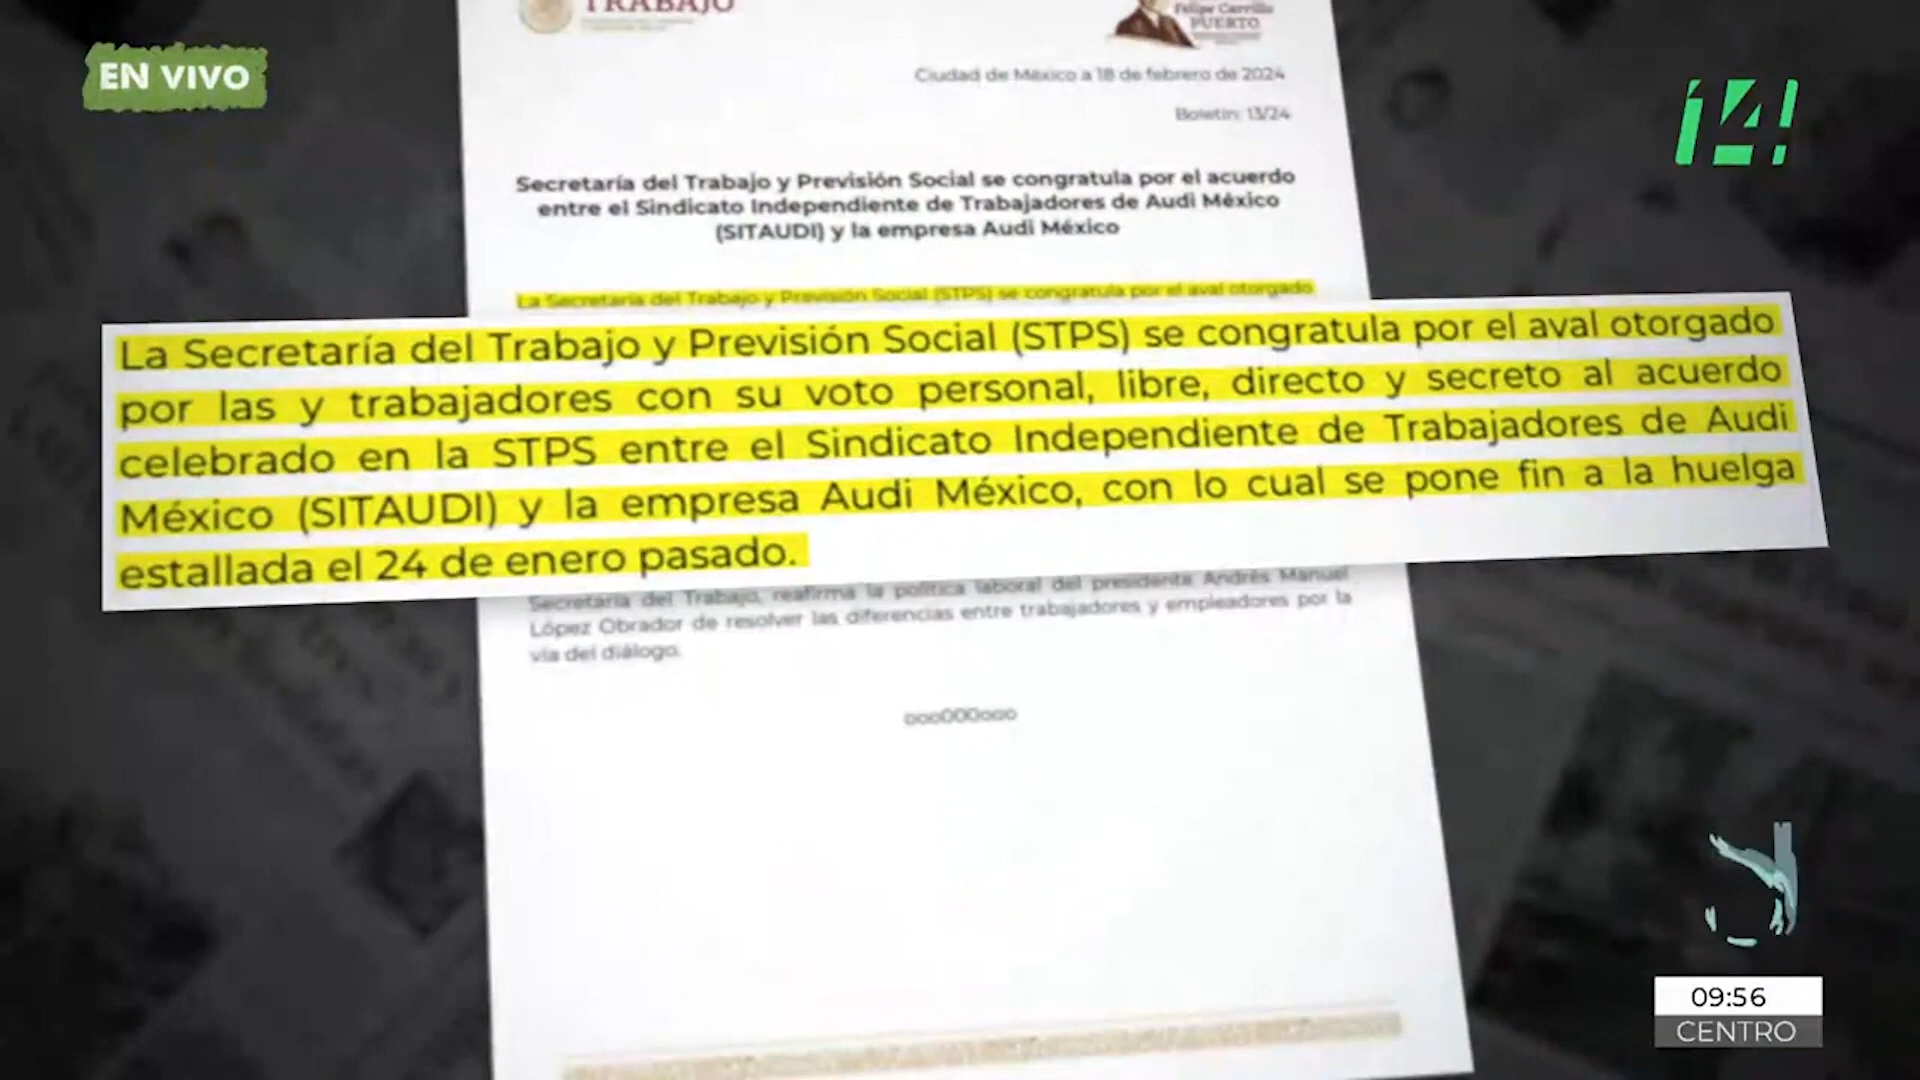 TRABAJO
Felipe Carrillo
PUERTO
EN VIVO
14!
Ciudad de México a 18 de febrero de 2024
Boletín: 13/24
Secretaría del Trabajo y Previsión Social se congratula por el acuerdo
entre el Sindicato Independiente de Trabajadores de Audi México
(SITAUDI) y la empresa Audi México
La Secretaría del Trabajo y Previsión Social (STPS) se congratula por el aval otorgado
La Secretaría del Trabajo y Previsión Social (STPS) se congratula por el aval otorgado
por las y trabajadores con su voto personal, libre, directo y secreto al acuerdo
celebrado en la STPS entre el Sindicato Independiente de Trabajadores de Audi
México (SITAUDI) y la empresa Audi México, con lo cual se pone fin a la huelga
estallada el 24 de enero pasado.
Secretaría del Trabajo, reafirma la política laboral del presidente Andrés Manuel
López Obrador de resolver las diferencias entre trabajadores y empleadores por la
vía del diálogo.
ooo000ooo
09:56
CENTRO